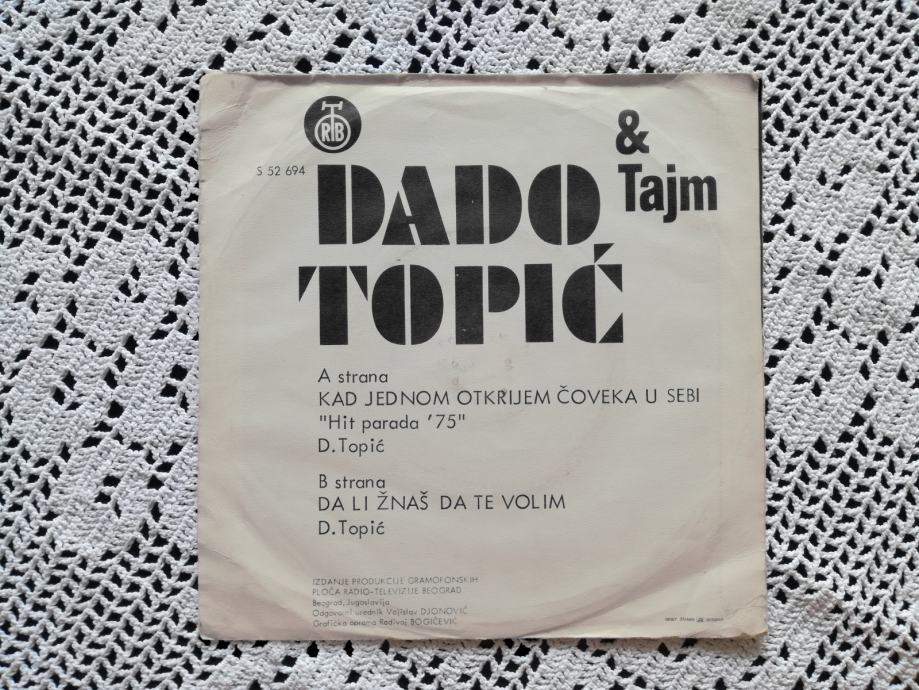 RTB
S 52 694
DADO
TOPIĆ
&
Tajm
A strana
KAD JEDNOM OTKRIJEM ČOVEKA U SEBI
"Hit parada '75"
D.Topić
B strana
DA LI ŽNAŠ DA TE VOLIM
D.Topić
IZDANJE PRODUKCIJE GRAMOFONSKIH
PLOČA RADIO-TELEVIZIJE BEOGRAD
Beograd, Jugoslavija
Odgovorni urednik Vojislav DJONOVIĆ
Grafička oprema Radivoj BOGIČEVIĆ